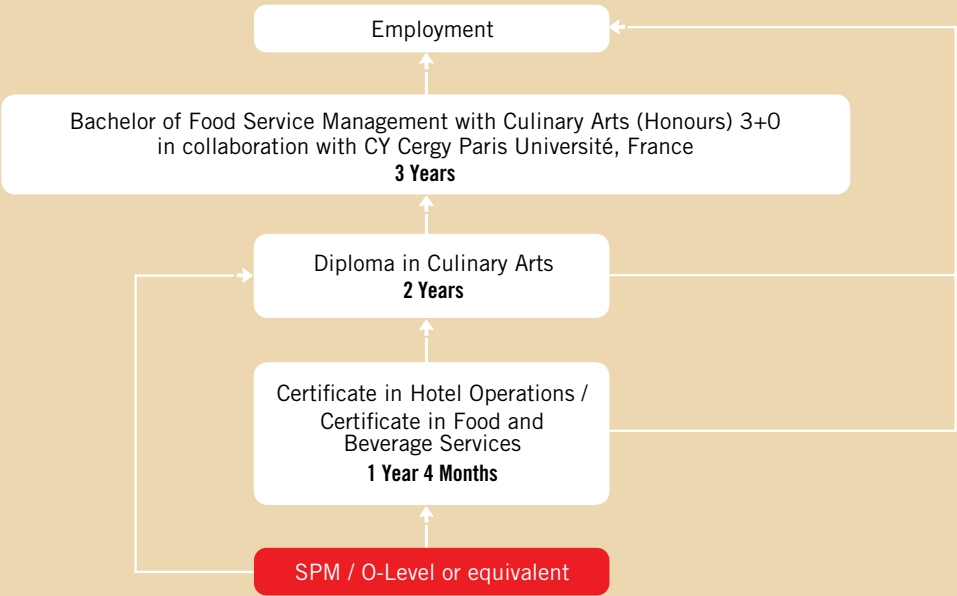 Employment
Bachelor of Food Service Management with Culinary Arts (Honours) 3+0
in collaboration with CY Cergy Paris Université, France
3 Years
Diploma in Culinary Arts
2 Years
Certificate in Hotel Operations /
Certificate in Food and
Beverage Services
1 Year 4 Months
SPM / O-Level or equivalent